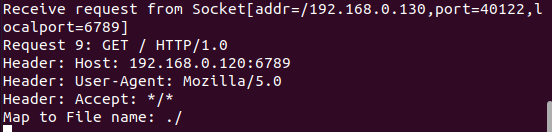 Receive request from Socket[addr=/192.168.0.130,port=40122,l
ocalport=6789]
Request 9: GET / HTTP/1.0
Header: Host: 192.168.0.120:6789
Header: User-Agent: Mozilla/5.0
Header: Accept: */*
Map to File name: ./